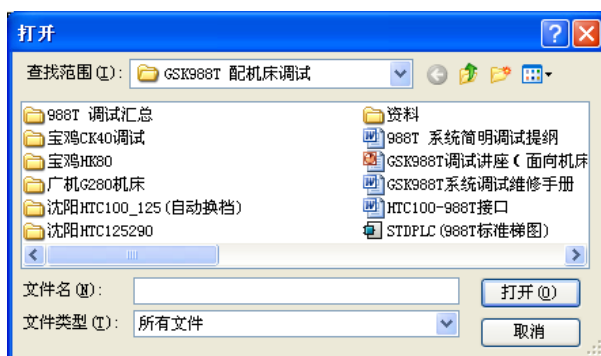 打开
查找范围(I): GSK988T 配机床调试
988T 调试汇总
宝鸡CK40调试
宝鸡HK80
广机G280机床
沈阳HTC100_125(自动换档)
沈阳HTC125290
资料
988T 系统简明调试提纲
GSK988T调试讲座(面向机床
GSK988T系统调试维修手册
HTC100-988T接口
STDPLC(988T标准梯图)
文件名(N): 打开(O)
文件类型(T): 所有文件 取消